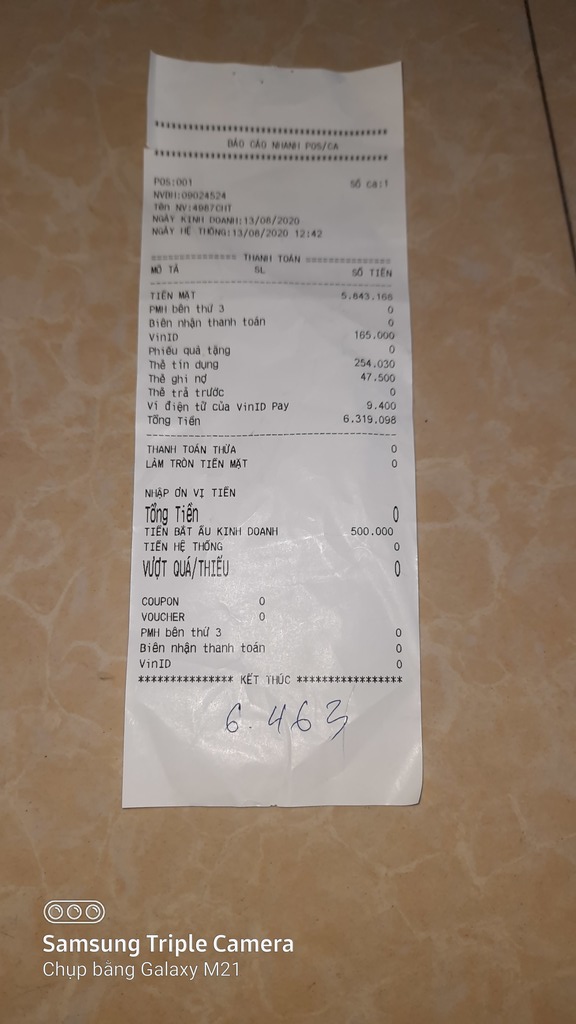 ********************************************
BÁO CÁO NHANH POS/CA
********************************************
POS:001 Số ca:1
NVBH:09024524
Tên NV:4987CHT
NGÀY KINH DOANH:13/08/2020
NGÀY HỆ THỐNG:13/08/2020 12:42
================ THANH TOÁN ================
MÔ TẢ SL SỐ TIỀN
--------------------------------------------
TIỀN MẶT 5.843.168
PMH bên thứ 3 0
Biên nhận thanh toán 0
VinID 165.000
Phiếu quà tặng 0
Thẻ tín dụng 254.030
Thẻ ghi nợ 47.500
Thẻ trả trước 0
Ví điện tử của VinID Pay 9.400
Tổng Tiền 6.319.098
--------------------------------------------
THANH TOÁN THỪA 0
LÀM TRÒN TIỀN MẶT 0
NHẬP ƠN VỊ TIỀN
Tổng Tiền 0
TIỀN BẮT ẦU KINH DOANH 500.000
TIỀN HỆ THỐNG 0
VƯỢT QUÁ/THIẾU 0
COUPON 0
VOUCHER 0
PMH bên thứ 3 0
Biên nhận thanh toán 0
VinID 0
*************** KẾT THÚC *****************
6.463
Samsung Triple Camera
Chụp bằng Galaxy M21